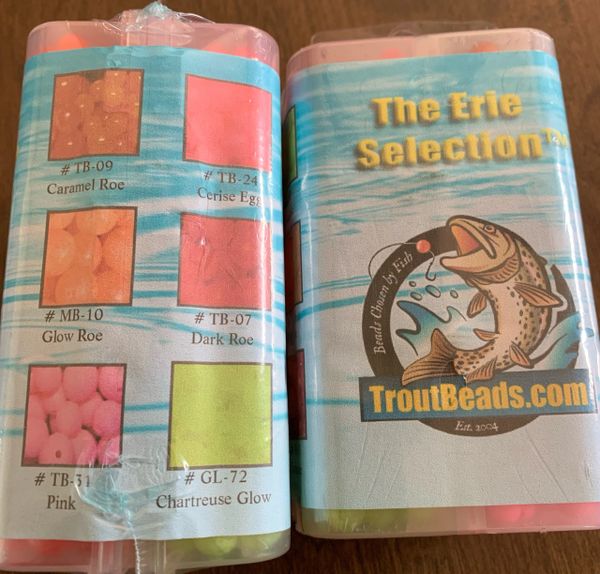 # TB-09
Caramel Roe
# TB-24
Cerise Egg
# MB-10
Glow Roe
# TB-07
Dark Roe
# TB-31
Pink
# GL-72
Chartreuse Glow
The Erie
Selection™
Beads Chosen by Fish
TroutBeads.com
Est. 2004